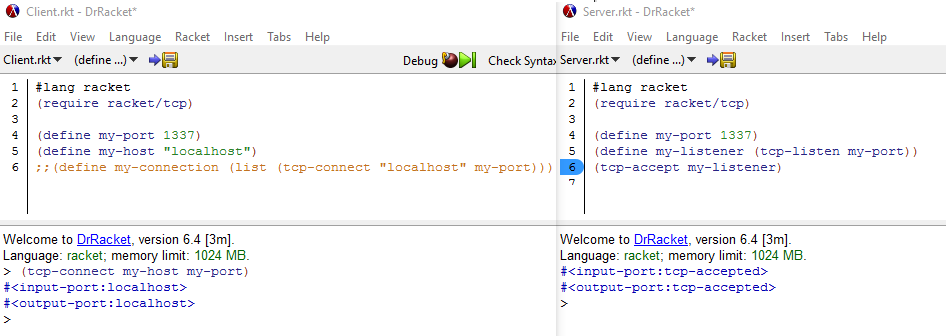 Client.rkt - DrRacket*
File Edit View Language Racket Insert Tabs Help
Client.rkt (define ...) Debug Check Syntax
1 #lang racket
2 (require racket/tcp)
3
4 (define my-port 1337)
5 (define my-host "localhost")
6 ;;(define my-connection (list (tcp-connect "localhost" my-port)))
Welcome to DrRacket, version 6.4 [3m].
Language: racket; memory limit: 1024 MB.
> (tcp-connect my-host my-port)
#<input-port:localhost>
#<output-port:localhost>
>
Server.rkt - DrRacket*
File Edit View Language Racket Insert Tabs Help
Server.rkt (define ...)
1 #lang racket
2 (require racket/tcp)
3
4 (define my-port 1337)
5 (define my-listener (tcp-listen my-port))
6 (tcp-accept my-listener)
7
Welcome to DrRacket, version 6.4 [3m].
Language: racket; memory limit: 1024 MB.
#<input-port:tcp-accepted>
#<output-port:tcp-accepted>
>